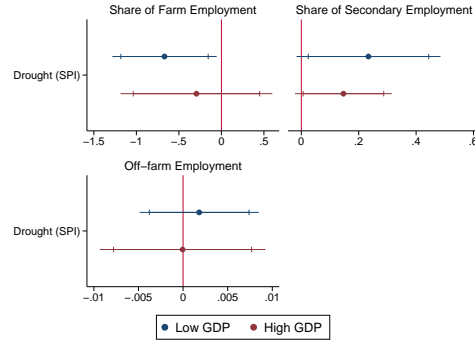 Share of Farm Employment
Share of Secondary Employment
Drought (SPI)
−1.5 −1 −.5 0 .5
0 .2 .4 .6
Off−farm Employment
Drought (SPI)
−.01 −.005 0 .005 .01
Low GDP High GDP